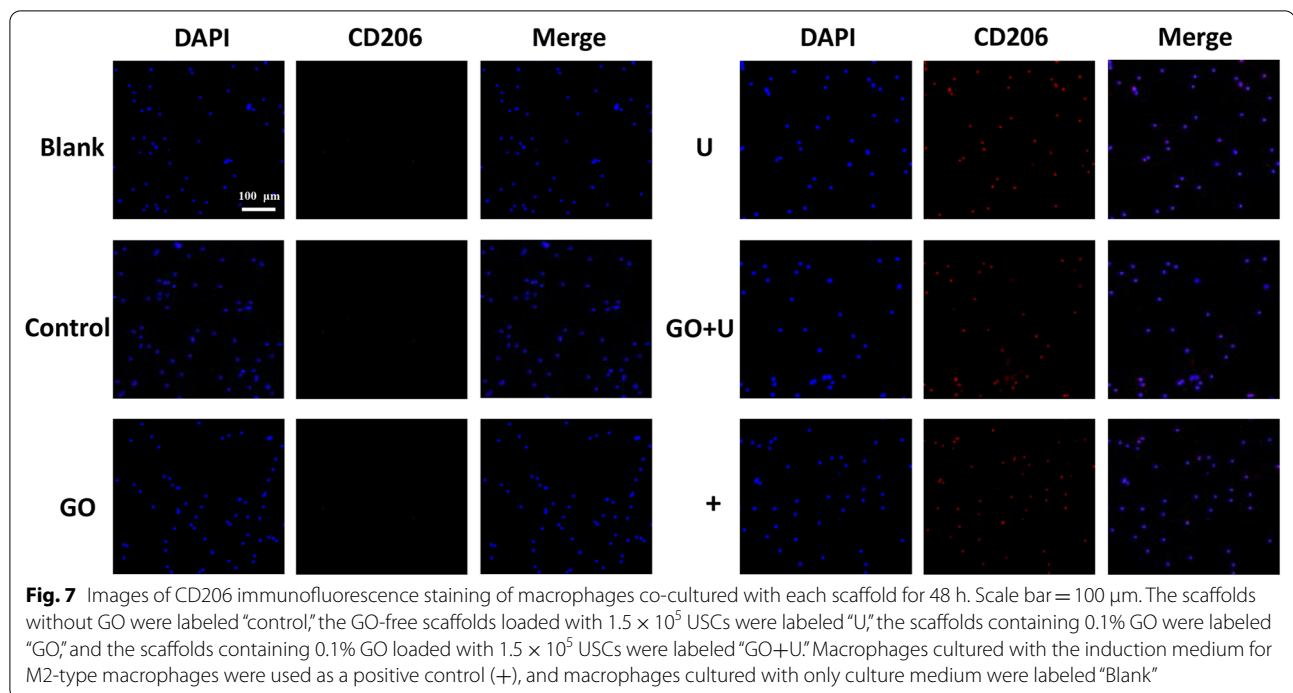 DAPI CD206 Merge DAPI CD206 Merge
Blank
100 µm
U
Control
GO+U
GO
+
Fig. 7 Images of CD206 immunofluorescence staining of macrophages co-cultured with each scaffold for 48 h. Scale bar = 100 µm. The scaffolds
without GO were labeled “control,” the GO-free scaffolds loaded with 1.5 × 10⁵ USCs were labeled “U,” the scaffolds containing 0.1% GO were labeled
“GO,” and the scaffolds containing 0.1% GO loaded with 1.5 × 10⁵ USCs were labeled “GO+U.” Macrophages cultured with the induction medium for
M2-type macrophages were used as a positive control (+), and macrophages cultured with only culture medium were labeled “Blank”